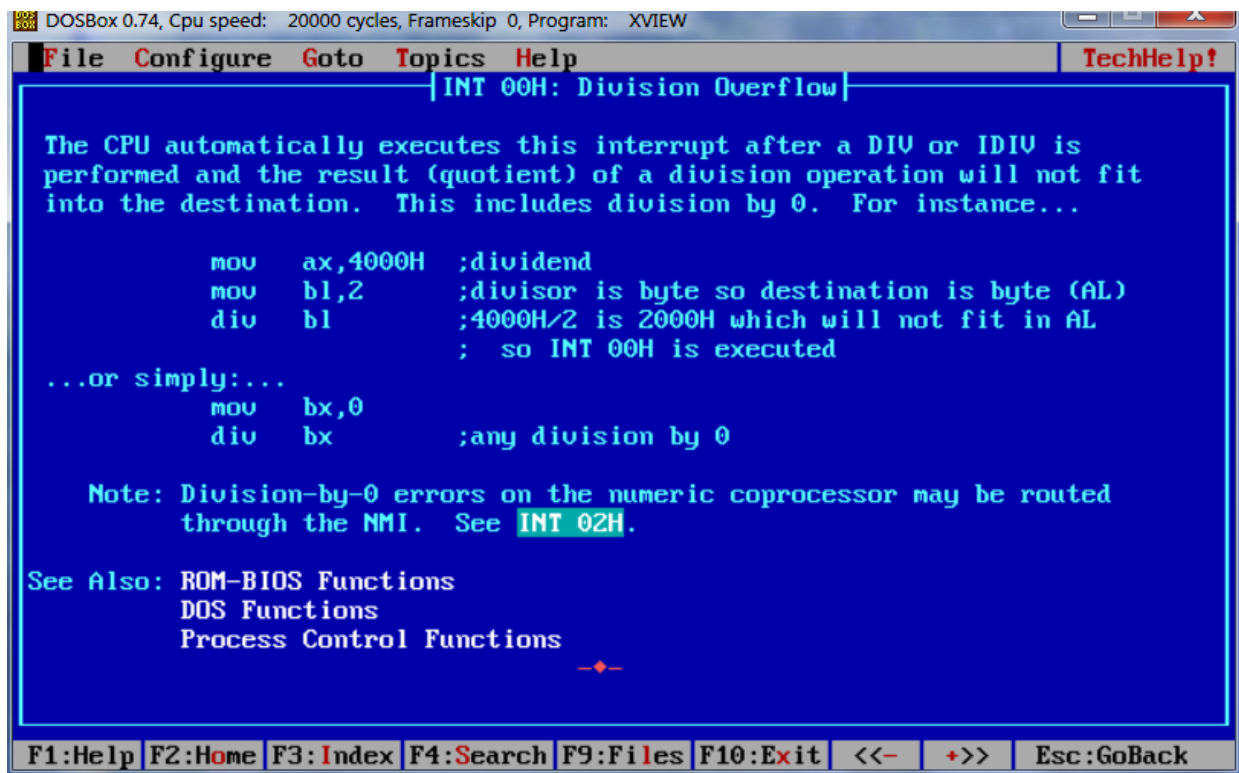 DOSBox 0.74, Cpu speed: 20000 cycles, Frameskip 0, Program: XVIEW
File Configure Goto Topics Help TechHelp!
INT 00H: Division Overflow
The CPU automatically executes this interrupt after a DIV or IDIV is
performed and the result (quotient) of a division operation will not fit
into the destination. This includes division by 0. For instance...
mov ax,4000H ;dividend
mov bl,2 ;divisor is byte so destination is byte (AL)
div bl ;4000H/2 is 2000H which will not fit in AL
; so INT 00H is executed
...or simply:...
mov bx,0
div bx ;any division by 0
Note: Division-by-0 errors on the numeric coprocessor may be routed
through the NMI. See INT 02H.
See Also: ROM-BIOS Functions
DOS Functions
Process Control Functions
F1:Help F2:Home F3:Index F4:Search F9:Files F10:Exit <<- +>> Esc:GoBack